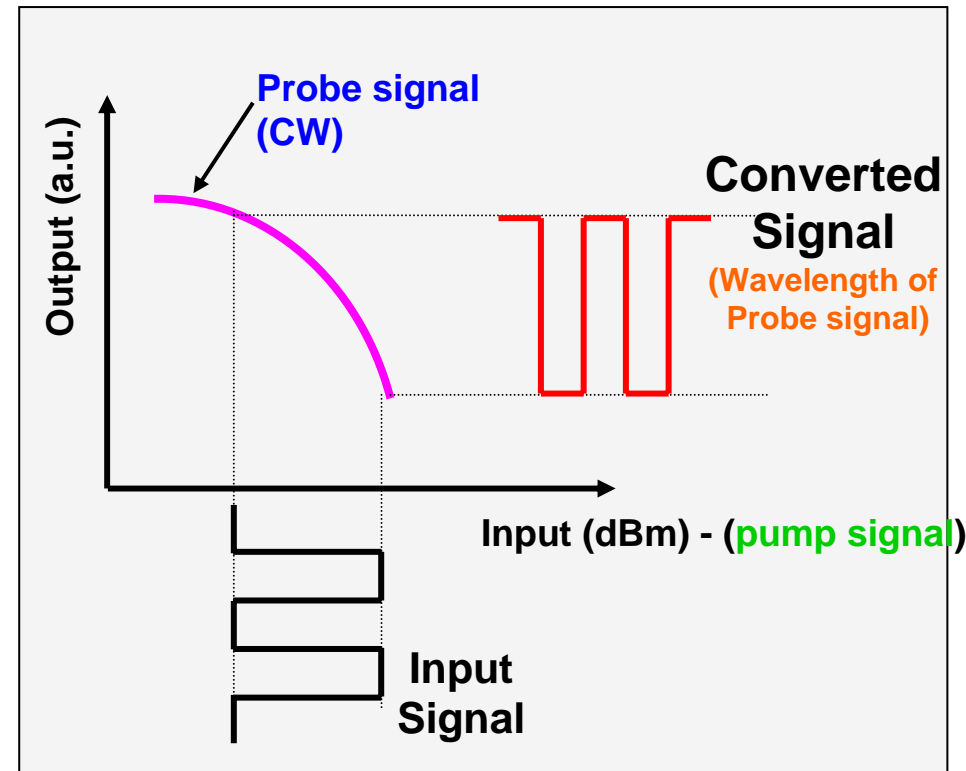 Probe signal
(CW)
Output (a.u.)
Converted
Signal
(Wavelength of
Probe signal)
Input (dBm) - (pump signal)
Input
Signal